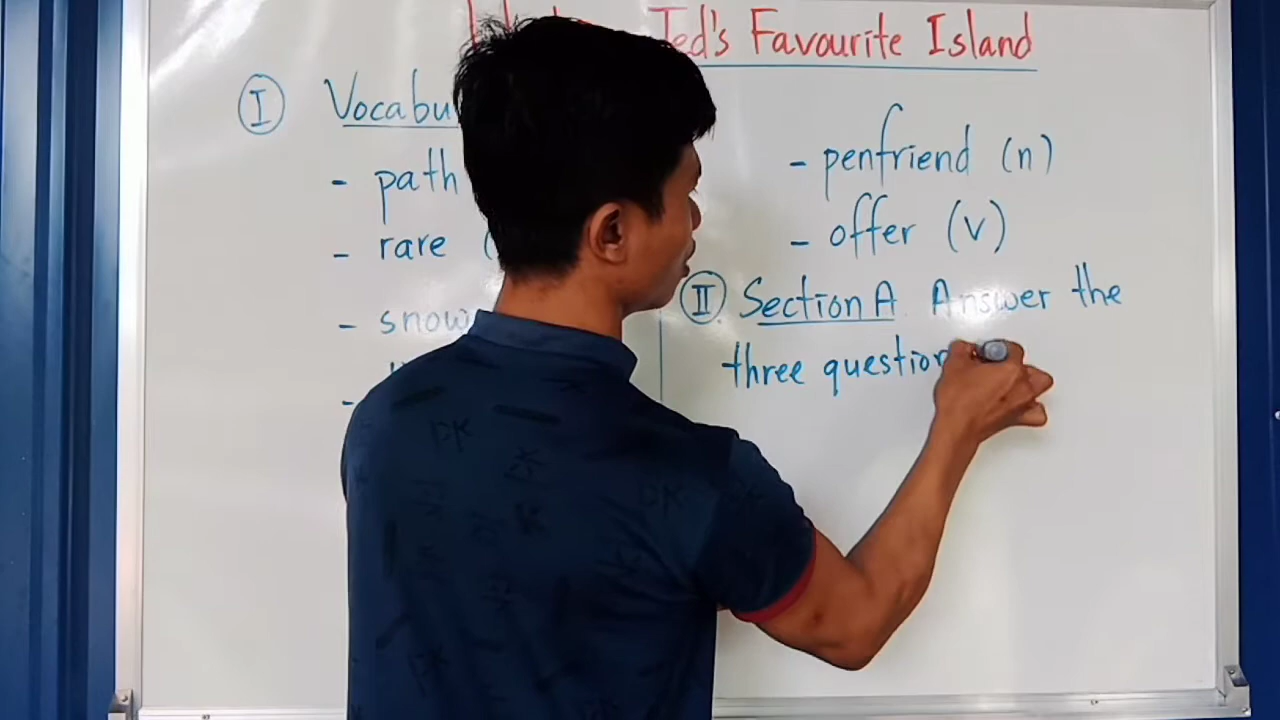 Ted's Favourite Island
I Vocabu
- path
- rare (
- snow
-
- penfriend (n)
- offer (v)
II. Section A. Answer the
three question